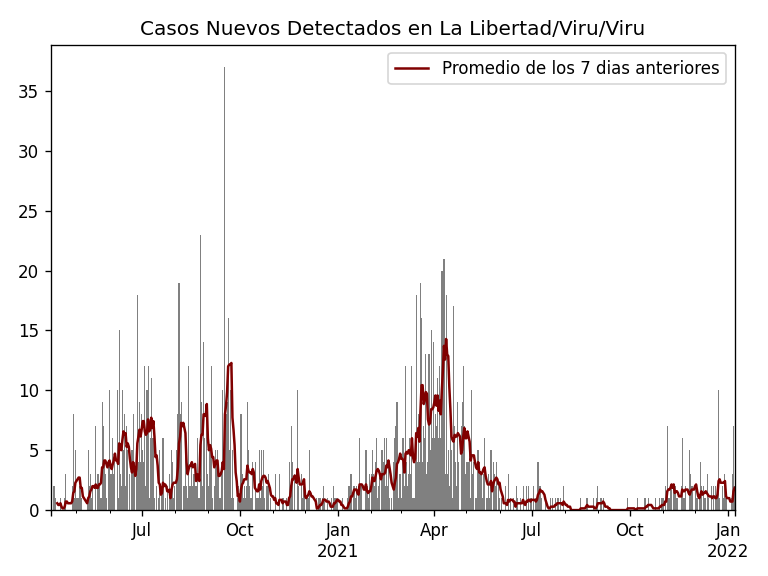 Casos Nuevos Detectados en La Libertad/Viru/Viru
Promedio de los 7 dias anteriores
35
30
25
20
15
10
5
0
Jul
Oct
Jan
2021
Apr
Jul
Oct
Jan
2022